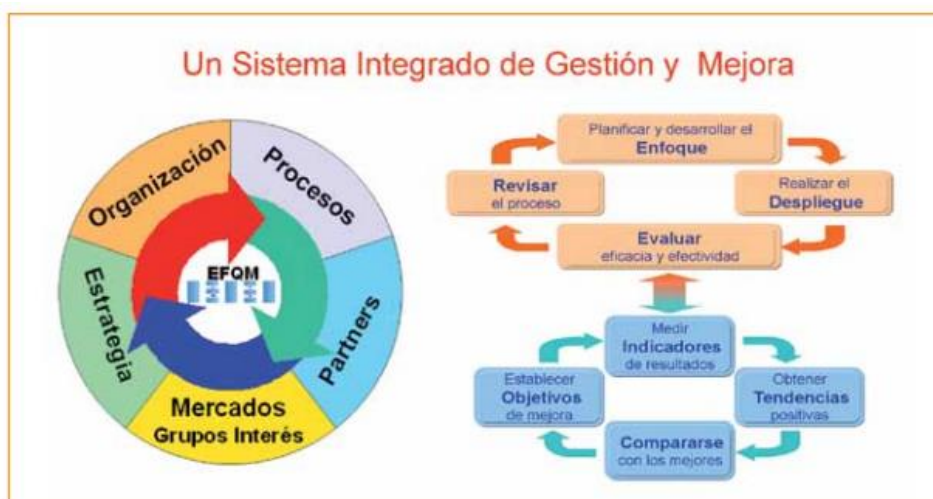 Un Sistema Integrado de Gestión y Mejora
Organización
Procesos
Estrategia
EFQM
Partners
Mercados
Grupos Interés
Planificar y desarrollar el
Enfoque
Revisar
el proceso
Realizar el
Despliegue
Evaluar
eficacia y efectividad
Medir
Indicadores
de resultados
Establecer
Objetivos
de mejora
Obtener
Tendencias
positivas
Compararse
con los mejores